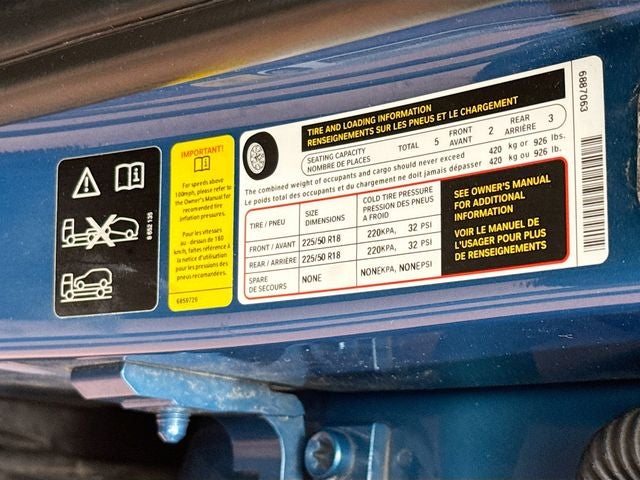 8 852 135
IMPORTANT!
For speeds above
100mph, please refer to
the Owner's Manual for
recommended tire
inflation pressures.
Pour les vitesses
au - dessus de 160
km/h, faites référence à
la notice d'utilisation
pour les pressions des
pneus recomandées.
6859726
TIRE AND LOADING INFORMATION
RENSEIGNEMENTS SUR LES PNEUS ET LE CHARGEMENT
SEATING CAPACITY
NOMBRE DE PLACES
TOTAL 5
FRONT
AVANT 2
REAR
ARRIÈRE 3
The combined weight of occupants and cargo should never exceed 420 kg or 926 lbs.
Le poids total des occupants et du chargement ne doit jamais dépasser 420 kg ou 926 lb.
TIRE / PNEU
SIZE
DIMENSIONS
COLD TIRE PRESSURE
PRESSION DES PNEUS
A FROID
FRONT / AVANT 225/50 R18 220KPA, 32 PSI
REAR / ARRIÈRE 225/50 R18 220KPA, 32 PSI
SPARE
DE SECOURS
NONE NONEKPA, NONEPSI
SEE OWNER'S MANUAL
FOR ADDITIONAL
INFORMATION
VOIR LE MANUEL DE
L'USAGER POUR PLUS
DE RENSEIGNEMENTS
6887063